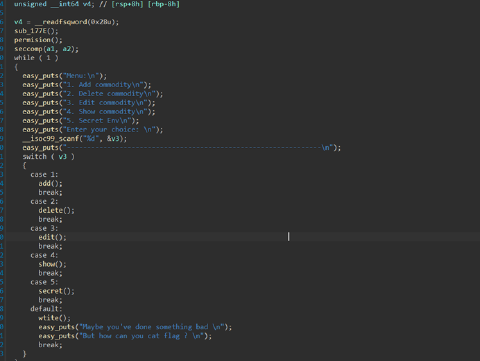 unsigned __int64 v4; // [rsp+8h] [rbp-8h]
v4 = __readfsqword(0x28u);
sub_177E();
permision();
seccomp(a1, a2);
while ( 1 )
{
easy_puts("Menu:\n");
easy_puts("1. Add commodity\n");
easy_puts("2. Delete commodity\n");
easy_puts("3. Edit commodity\n");
easy_puts("4. Show commodity\n");
easy_puts("5. Secret Env\n");
easy_puts("Enter your choice: \n");
__isoc99_scanf("%d", &v3);
easy_puts("\n");
switch ( v3 )
{
case 1:
add();
break;
case 2:
delete();
break;
case 3:
edit();
break;
case 4:
show();
break;
case 5:
secret();
break;
default:
wtite();
easy_puts("Maybe you've done something bad \n");
easy_puts("But how can you cat flag ? \n");
break;
}